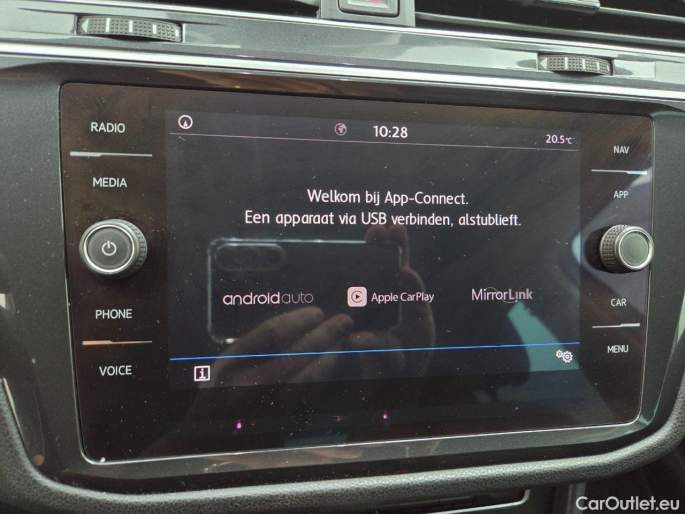 10:28
20.5°C
RADIO
MEDIA
PHONE
VOICE
Welkom bij App-Connect.
Een apparaat via USB verbinden, alstublieft.
androidauto
Apple CarPlay
MirrorLink
i
NAV
APP
CAR
MENU
CarOutlet.eu